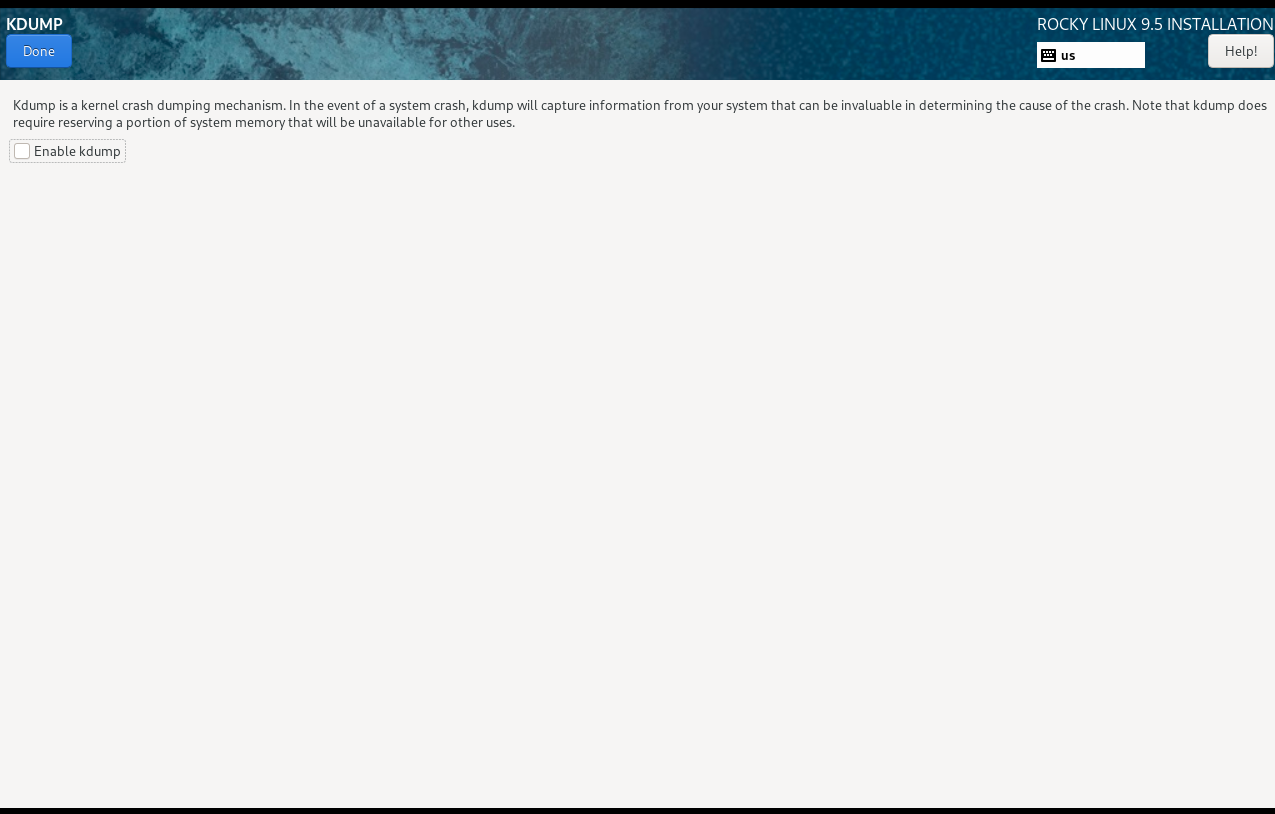 KDUMP
ROCKY LINUX 9.5 INSTALLATION
Done
us
Help!
Kdump is a kernel crash dumping mechanism. In the event of a system crash, kdump will capture information from your system that can be invaluable in determining the cause of the crash. Note that kdump does
require reserving a portion of system memory that will be unavailable for other uses.
Enable kdump